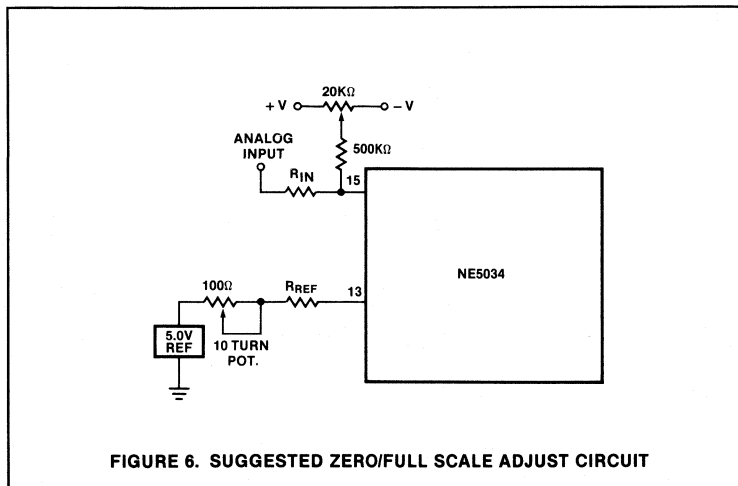 20KΩ
+ V
– V
ANALOG
INPUT
500KΩ
RIN
15
NE5034
100Ω
RREF
13
5.0V
REF
10 TURN
POT.
FIGURE 6. SUGGESTED ZERO/FULL SCALE ADJUST CIRCUIT